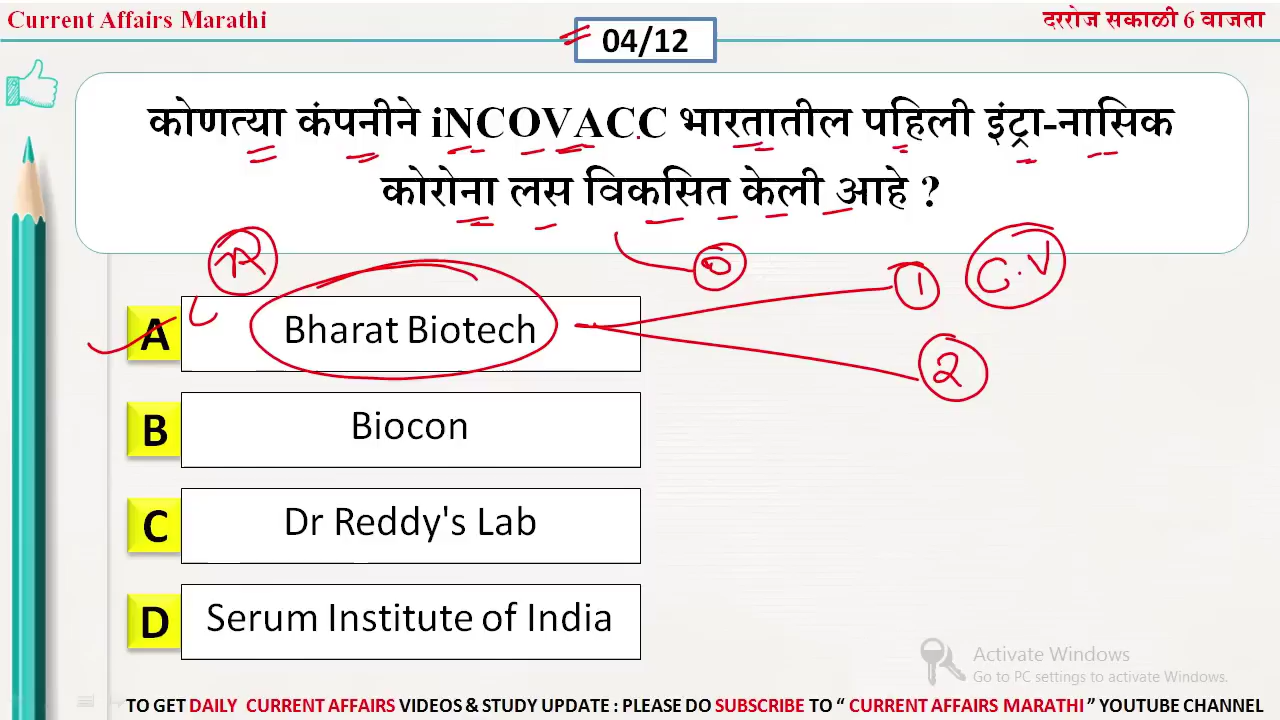 Current Affairs Marathi
04/12
दररोज सकाळी 6 वाजता
कोणत्या कंपनीने iNCOVACC भारतातील पहिली इंट्रा-नासिक
कोरोना लस विकसित केली आहे ?
1
C.V
A
Bharat Biotech
2
B
Biocon
C
Dr Reddy's Lab
D
Serum Institute of India
Activate Windows
Go to PC settings to activate Windows.
TO GET DAILY CURRENT AFFAIRS VIDEOS & STUDY UPDATE : PLEASE DO SUBSCRIBE TO “ CURRENT AFFAIRS MARATHI ” YOUTUBE CHANNEL